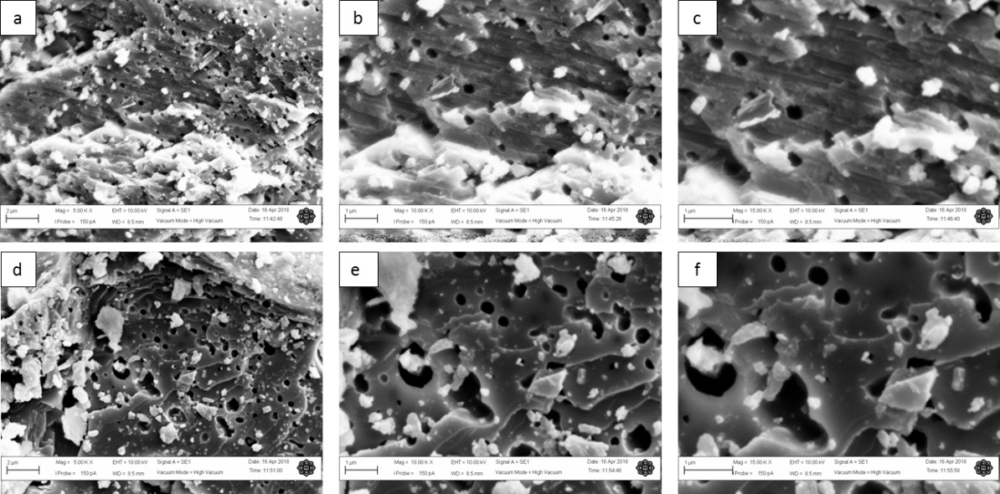 a
b
c
2 µm
Mag = 5.00 K X
EHT = 10.00 kV
Signal A = SE1
Date :16 Apr 2018
I Probe = 150 pA
WD = 8.5 mm
Vacuum Mode = High Vacuum
Time :11:42:48
1 µm
Mag = 10.00 K X
EHT = 10.00 kV
Signal A = SE1
Date :16 Apr 2018
I Probe = 150 pA
WD = 8.5 mm
Vacuum Mode = High Vacuum
Time :11:45:26
1 µm
Mag = 15.00 K X
EHT = 10.00 kV
Signal A = SE1
Date :16 Apr 2018
Probe = 150 pA
WD = 8.5 mm
Vacuum Mode = High Vacuum
Time :11:46:40
d
e
f
2 µm
Mag = 5.00 K X
EHT = 10.00 kV
Signal A = SE1
Date :16 Apr 2018
I Probe = 150 pA
WD = 8.5 mm
Vacuum Mode = High Vacuum
Time :11:51:00
1 µm
Mag = 10.00 K X
EHT = 10.00 kV
Signal A = SE1
Date :16 Apr 2018
I Probe = 150 pA
WD = 8.5 mm
Vacuum Mode = High Vacuum
Time :11:54:46
1 µm
Mag = 15.00 K X
EHT = 10.00 kV
Signal A = SE1
Date :16 Apr 2018
Probe = 150 pA
WD = 8.5 mm
Vacuum Mode = High Vacuum
Time :11:55:58